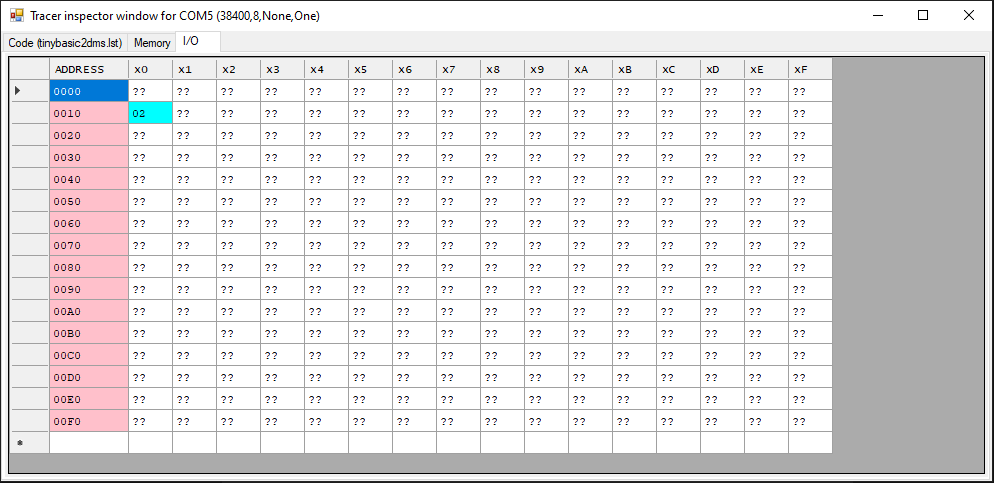 Tracer inspector window for COM5 (38400,8,None,One)
Code (tinybasic2dms.lst) Memory I/O
ADDRESS x0 x1 x2 x3 x4 x5 x6 x7 x8 x9 xA xB xC xD xE xF
0000 ?? ?? ?? ?? ?? ?? ?? ?? ?? ?? ?? ?? ?? ?? ?? ??
0010 02 ?? ?? ?? ?? ?? ?? ?? ?? ?? ?? ?? ?? ?? ?? ??
0020 ?? ?? ?? ?? ?? ?? ?? ?? ?? ?? ?? ?? ?? ?? ?? ??
0030 ?? ?? ?? ?? ?? ?? ?? ?? ?? ?? ?? ?? ?? ?? ?? ??
0040 ?? ?? ?? ?? ?? ?? ?? ?? ?? ?? ?? ?? ?? ?? ?? ??
0050 ?? ?? ?? ?? ?? ?? ?? ?? ?? ?? ?? ?? ?? ?? ?? ??
0060 ?? ?? ?? ?? ?? ?? ?? ?? ?? ?? ?? ?? ?? ?? ?? ??
0070 ?? ?? ?? ?? ?? ?? ?? ?? ?? ?? ?? ?? ?? ?? ?? ??
0080 ?? ?? ?? ?? ?? ?? ?? ?? ?? ?? ?? ?? ?? ?? ?? ??
0090 ?? ?? ?? ?? ?? ?? ?? ?? ?? ?? ?? ?? ?? ?? ?? ??
00A0 ?? ?? ?? ?? ?? ?? ?? ?? ?? ?? ?? ?? ?? ?? ?? ??
00B0 ?? ?? ?? ?? ?? ?? ?? ?? ?? ?? ?? ?? ?? ?? ?? ??
00C0 ?? ?? ?? ?? ?? ?? ?? ?? ?? ?? ?? ?? ?? ?? ?? ??
00D0 ?? ?? ?? ?? ?? ?? ?? ?? ?? ?? ?? ?? ?? ?? ?? ??
00E0 ?? ?? ?? ?? ?? ?? ?? ?? ?? ?? ?? ?? ?? ?? ?? ??
00F0 ?? ?? ?? ?? ?? ?? ?? ?? ?? ?? ?? ?? ?? ?? ?? ??
*